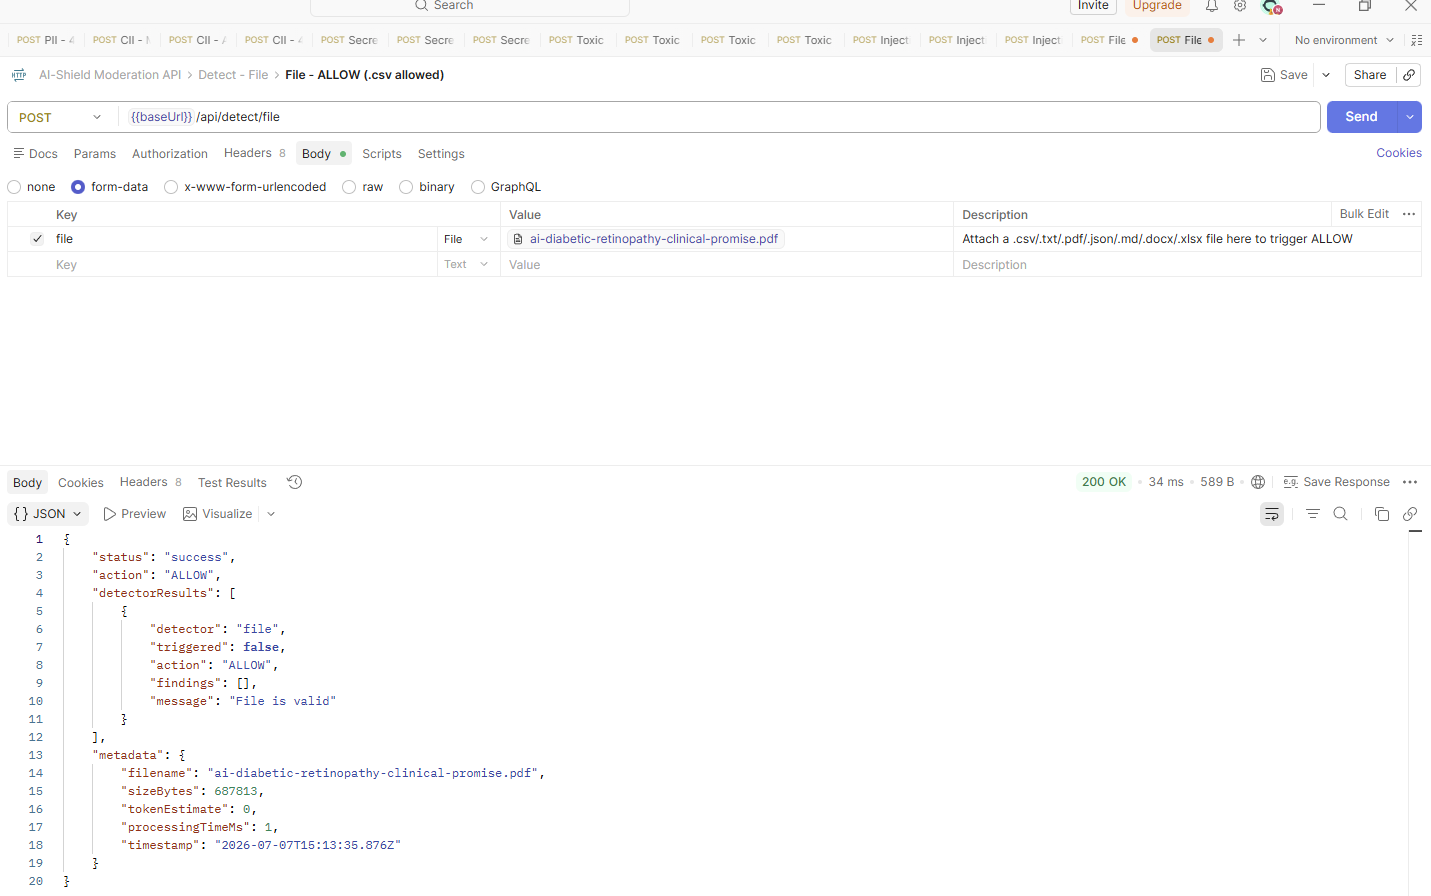 Search
Invite
Upgrade
POST PII - 4
POST CII - M
POST CII - A
POST CII - A
POST Secre
POST Secre
POST Secre
POST Toxic
POST Toxic
POST Toxic
POST Toxic
POST Inject
POST Inject
POST Inject
POST File
POST File
No environment
HTTP AI-Shield Moderation API > Detect - File > File - ALLOW (.csv allowed)
Save
Share
POST
{{baseUrl}} /api/detect/file
Send
Docs Params Authorization Headers 8 Body Scripts Settings
Cookies
none form-data x-www-form-urlencoded raw binary GraphQL
Key Value Description Bulk Edit
file File ai-diabetic-retinopathy-clinical-promise.pdf Attach a .csv/.txt/.pdf/.json/.md/.docx/.xlsx file here to trigger ALLOW
Key Text Value Description
Body Cookies Headers 8 Test Results
200 OK • 34 ms • 589 B • e.g. Save Response
{} JSON Preview Visualize
1 {
2 "status": "success",
3 "action": "ALLOW",
4 "detectorResults": [
5 {
6 "detector": "file",
7 "triggered": false,
8 "action": "ALLOW",
9 "findings": [],
10 "message": "File is valid"
11 }
12 ],
13 "metadata": {
14 "filename": "ai-diabetic-retinopathy-clinical-promise.pdf",
15 "sizeBytes": 687813,
16 "tokenEstimate": 0,
17 "processingTimeMs": 1,
18 "timestamp": "2026-07-07T15:13:35.876Z"
19 }
20 }